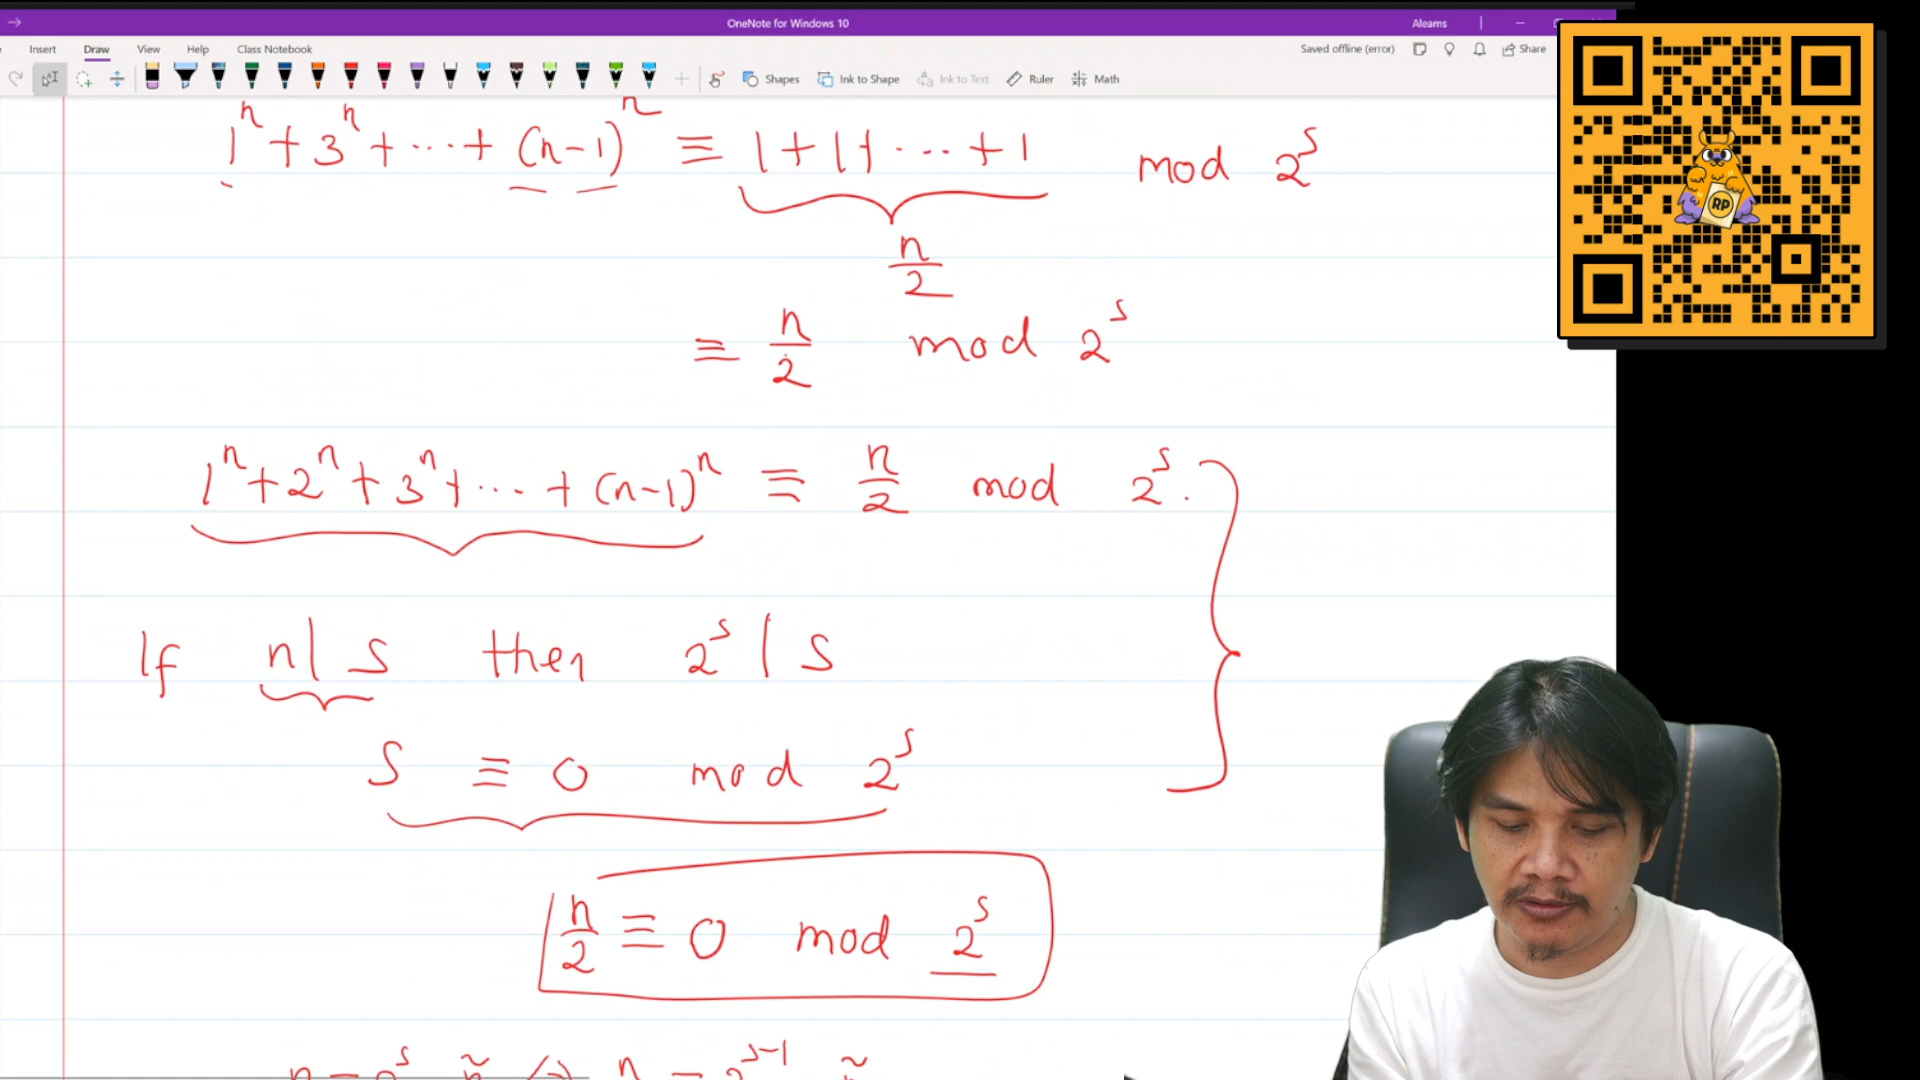 OneNote for Windows 10
Aleams
Insert Draw View Help Class Notebook
Saved offline (error)
Share
Shapes Ink to Shape Ink to Text Ruler Math
1ⁿ + 3ⁿ + ··· + (n-1)ⁿ ≡ 1+1+ ··· +1 mod 2ˢ
n/2
≡ n/2 mod 2ˢ
1ⁿ + 2ⁿ + 3ⁿ + ··· + (n-1)ⁿ ≡ n/2 mod 2ˢ.
If n | S then 2ˢ | S
S ≡ 0 mod 2ˢ
n/2 ≡ 0 mod 2ˢ
RP